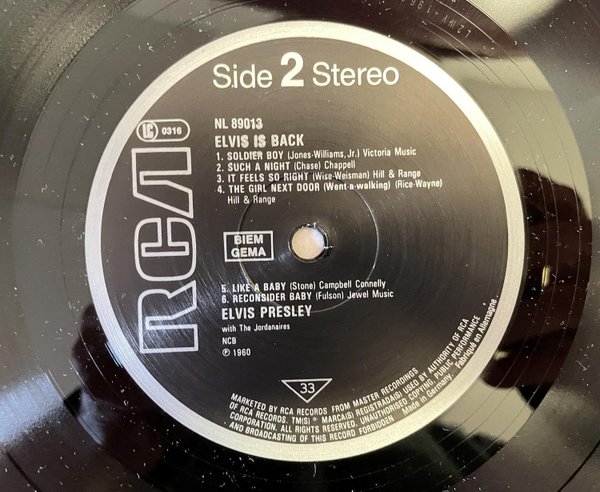 Side 2 Stereo
LC 0316
NL 89013
ELVIS IS BACK
1. SOLDIER BOY (Jones-Williams, Jr.) Victoria Music
2. SUCH A NIGHT (Chase) Chappell
3. IT FEELS SO RIGHT (Wise-Weisman) Hill & Range
4. THE GIRL NEXT DOOR (Went-a-walking) (Rice-Wayne)
Hill & Range
RCA
BIEM
GEMA
5. LIKE A BABY (Stone) Campbell Connelly
6. RECONSIDER BABY (Fulson) Jewel Music
ELVIS PRESLEY
with The Jordanaires
NCB
℗ 1960
33
MARKETED BY RCA RECORDS FROM MASTER RECORDINGS
OF RCA RECORDS. TM(S) ® MARCA(S) REGISTRADA(S) USED BY AUTHORITY OF RCA
CORPORATION. ALL RIGHTS RESERVED. UNAUTHORISED COPYING, PUBLIC PERFORMANCE
AND BROADCASTING OF THIS RECORD FORBIDDEN Made in Germany. Fabriqué en Allemagne.